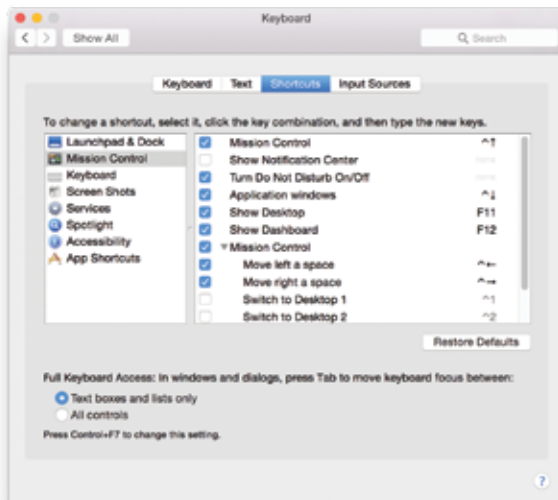 Keyboard
Show All
Search
Keyboard Text Shortcuts Input Sources
To change a shortcut, select it, click the key combination, and then type the new keys.
Launchpad & Dock
Mission Control
Keyboard
Screen Shots
Services
Spotlight
Accessibility
App Shortcuts
Mission Control ^↑
Show Notification Center none
Turn Do Not Disturb On/Off none
Application windows ^↓
Show Desktop F11
Show Dashboard F12
Mission Control
Move left a space ^←
Move right a space ^→
Switch to Desktop 1 ^1
Switch to Desktop 2 ^2
Restore Defaults
Full Keyboard Access: In windows and dialogs, press Tab to move keyboard focus between:
Text boxes and lists only
All controls
Press Control+F7 to change this setting.
?